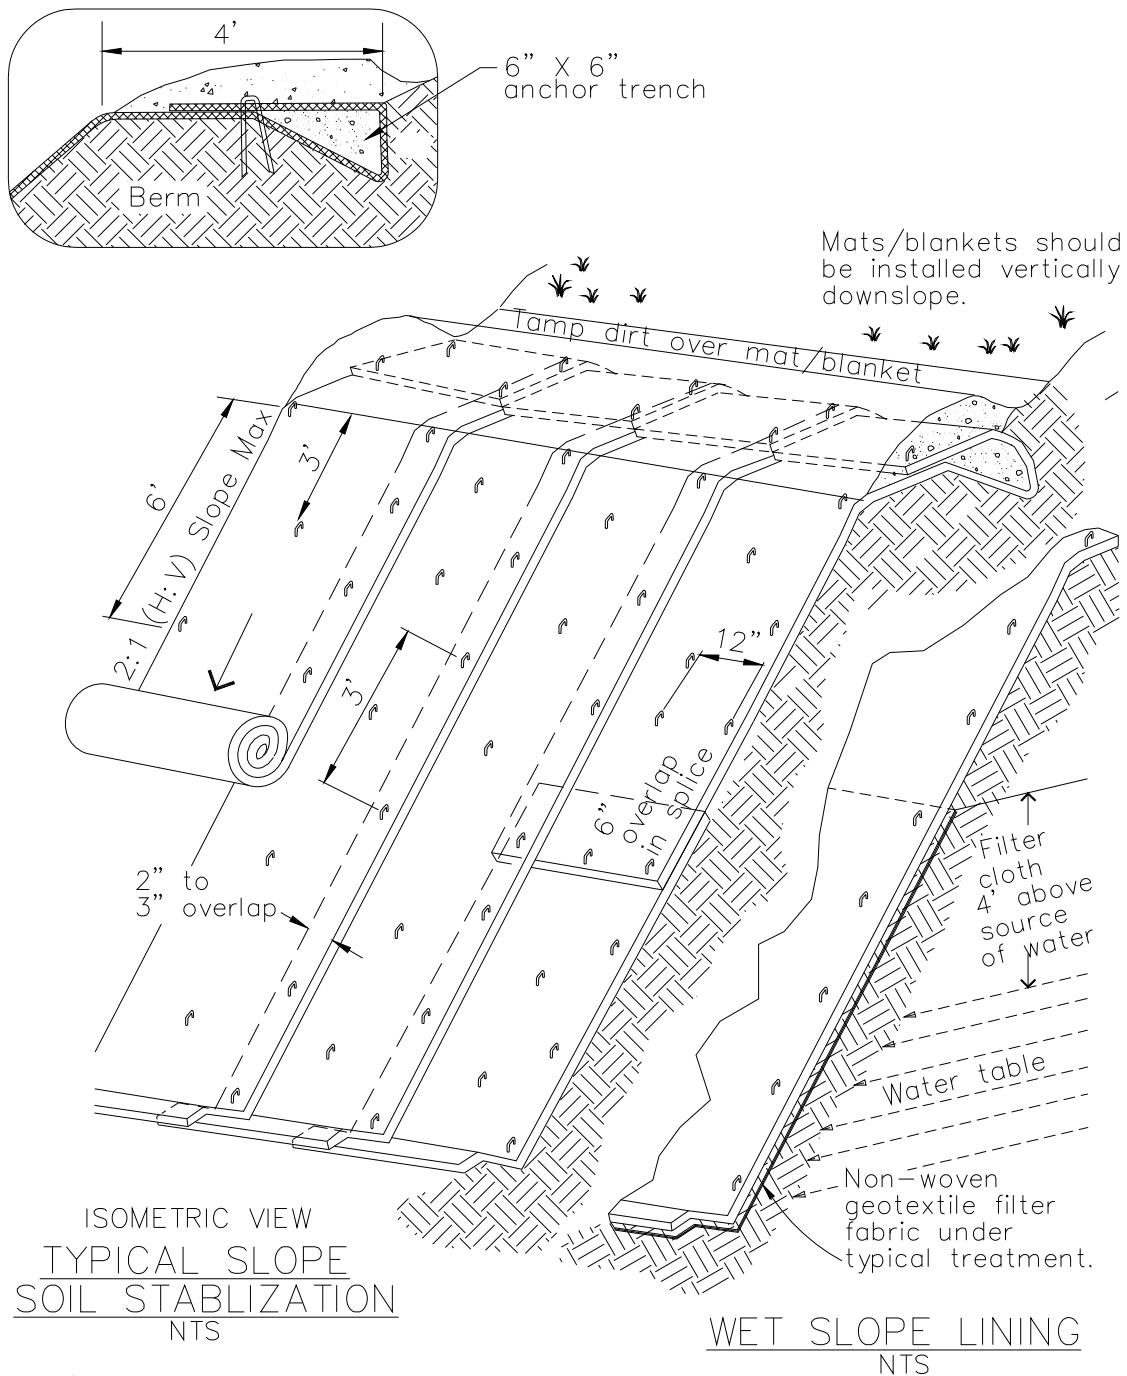 4'
6" X 6"
anchor trench
Berm
Mats/blankets should
be installed vertically
downslope.
Tamp dirt over mat/blanket
6'
2:1 (H:V) Slope Max
3'
12"
3'
6"
overlap
in splice
2" to
3" overlap
Filter
cloth
4' above
source
of water
Water table
Non-woven
geotextile filter
fabric under
typical treatment.
ISOMETRIC VIEW
TYPICAL SLOPE
SOIL STABLIZATION
NTS
WET SLOPE LINING
NTS